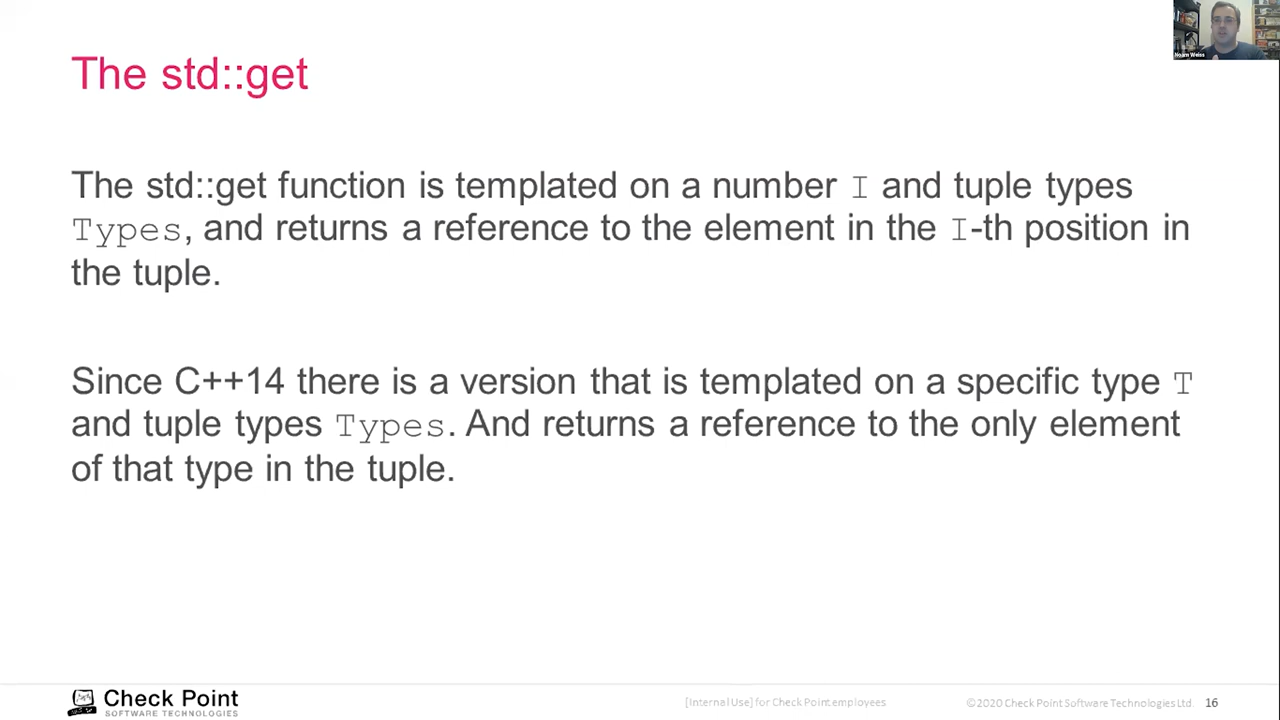 Noam Weiss
The std::get
The std::get function is templated on a number I and tuple types
Types, and returns a reference to the element in the I-th position in
the tuple.
Since C++14 there is a version that is templated on a specific type T
and tuple types Types. And returns a reference to the only element
of that type in the tuple.
Check Point
SOFTWARE TECHNOLOGIES
[Internal Use] for Check Point employees
©2020 Check Point Software Technologies Ltd.
16